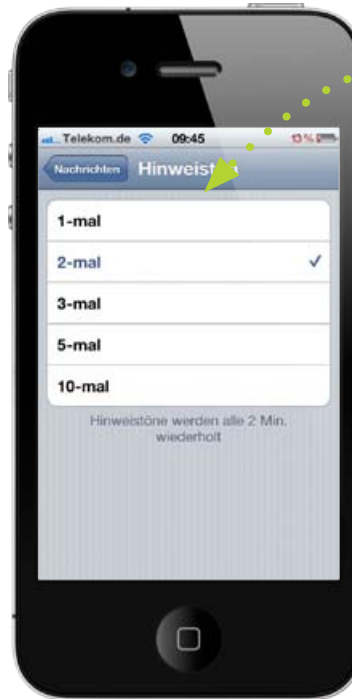 Telekom.de 09:45 13 %
Nachrichten
1-mal
2-mal
3-mal
5-mal
10-mal
Hinweistöne werden alle 2 Min.
wiederholt